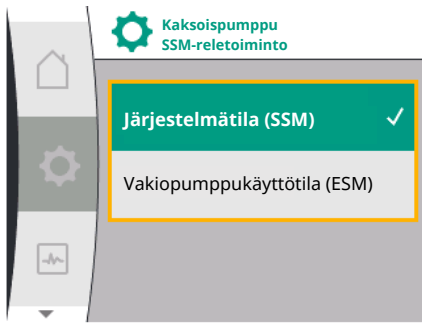 Kaksoispumppu
SSM-reletoiminto
Järjestelmätila (SSM)
Vakiopumppukäyttötila (ESM)